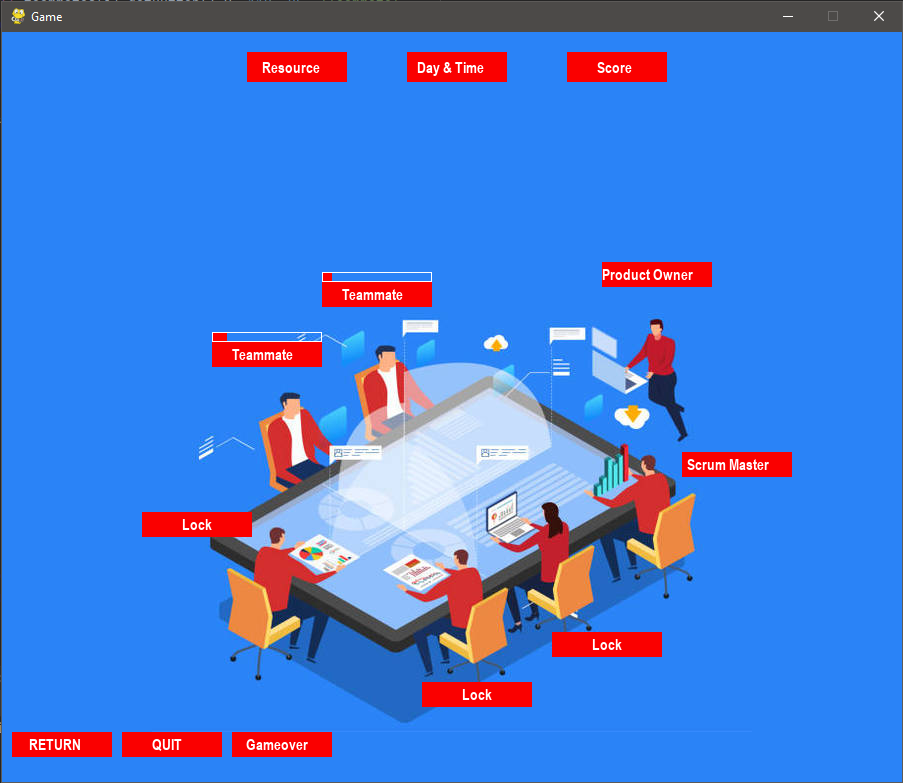 Game
Resource
Day & Time
Score
Product Owner
Teammate
Teammate
Scrum Master
Lock
Lock
Lock
RETURN
QUIT
Gameover